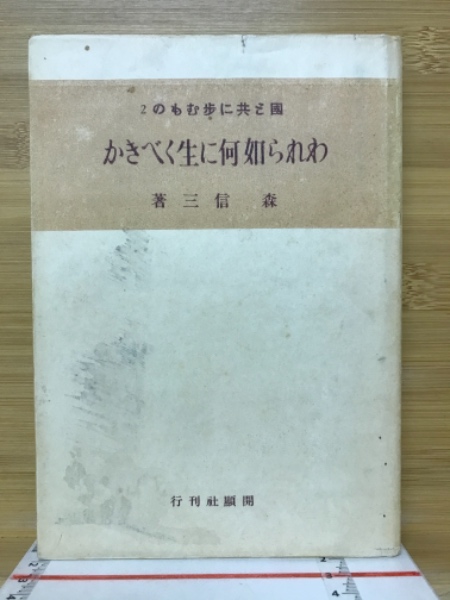 國と共に歩むもの 2
われら如何に生くべきか
森 信三 著
開顯社刊行